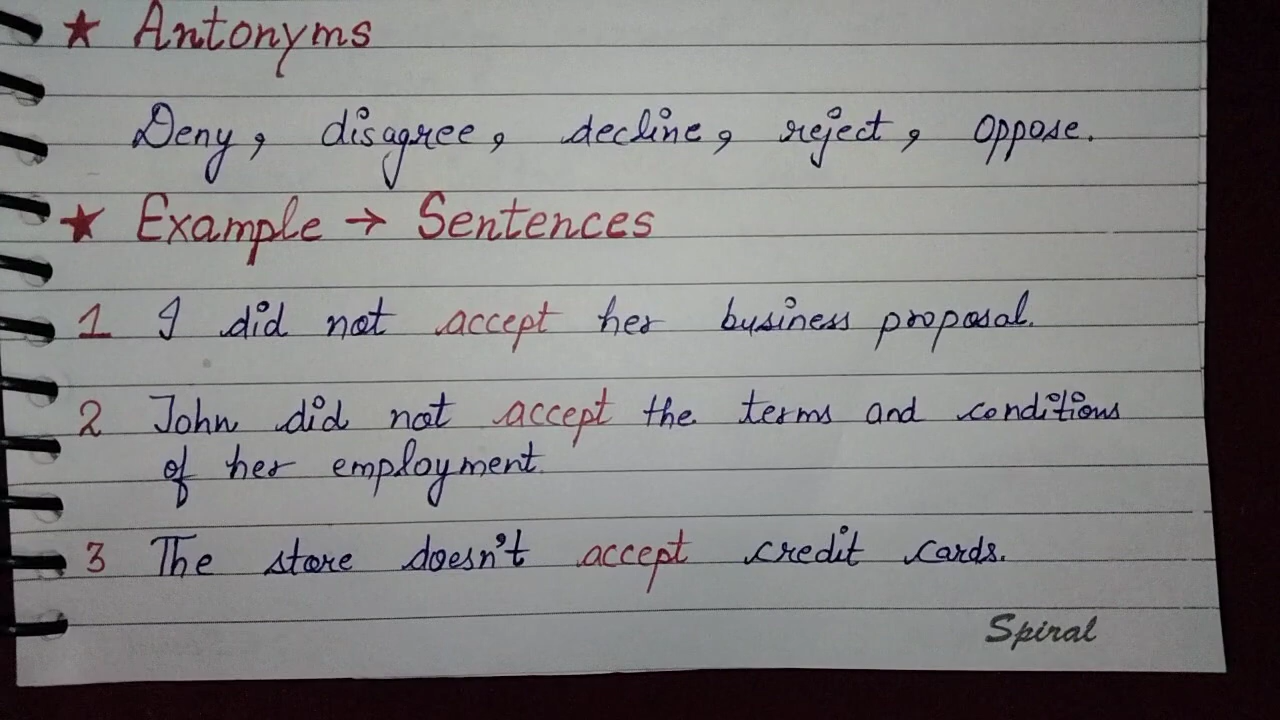 ★ Antonyms
Deny, disagree, decline, reject, oppose.
★ Example → Sentences
1 I did not accept her business proposal.
2 John did not accept the terms and conditions
of her employment.
3 The store doesn't accept credit cards.
Spiral